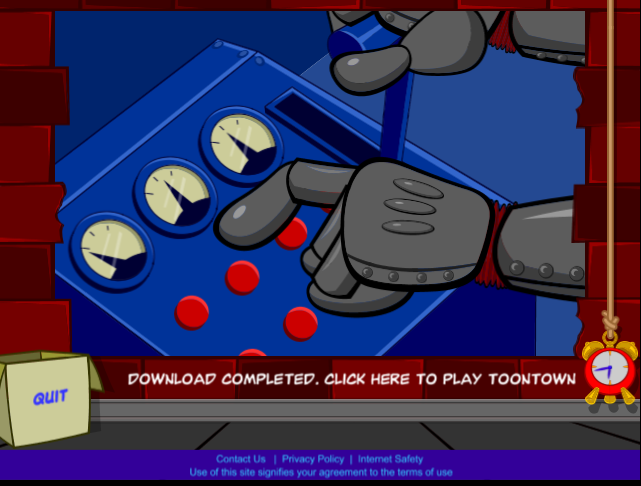 DOWNLOAD COMPLETED. CLICK HERE TO PLAY TOONTOWN
QUIT
Contact Us | Privacy Policy | Internet Safety
Use of this site signifies your agreement to the terms of use